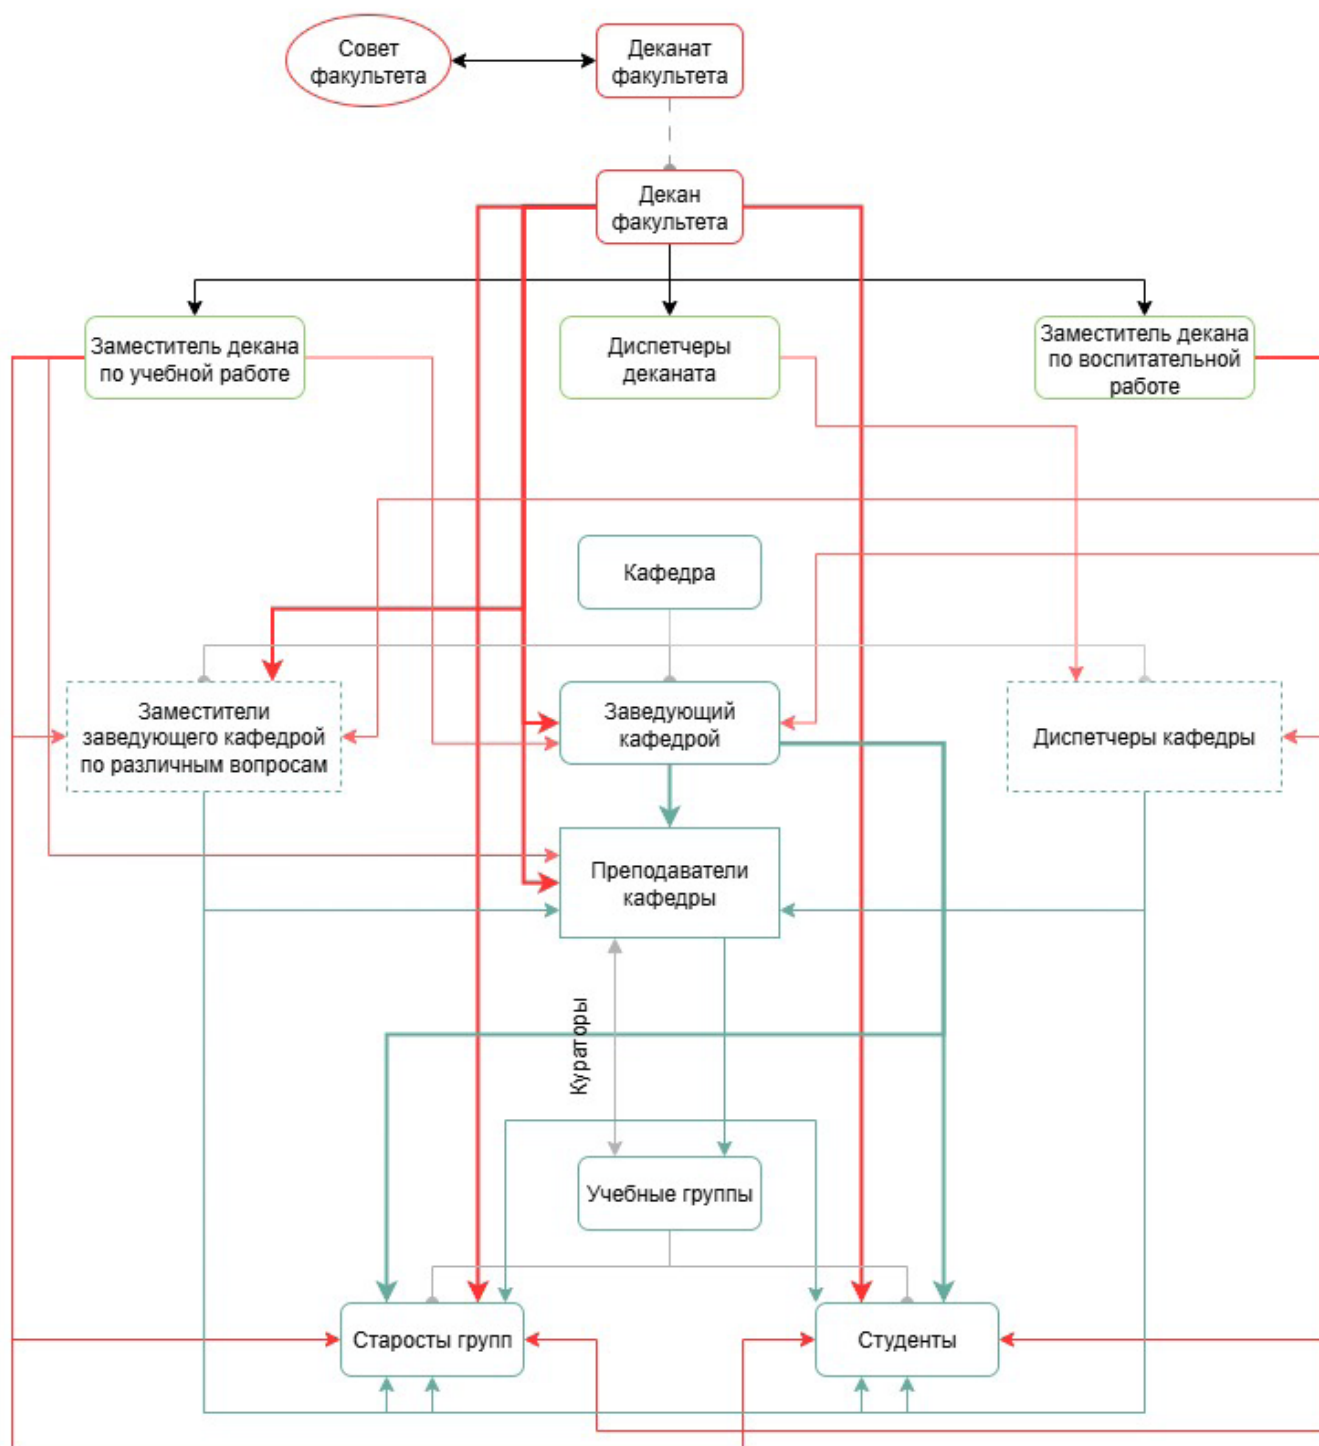 Совет
факультета
Деканат
факультета
Декан
факультета
Заместитель декана
по учебной работе
Диспетчеры
деканата
Заместитель декана
по воспитательной
работе
Кафедра
Заместители
заведующего кафедрой
по различным вопросам
Заведующий
кафедрой
Диспетчеры кафедры
Преподаватели
кафедры
Кураторы
Учебные группы
Старосты групп
Студенты